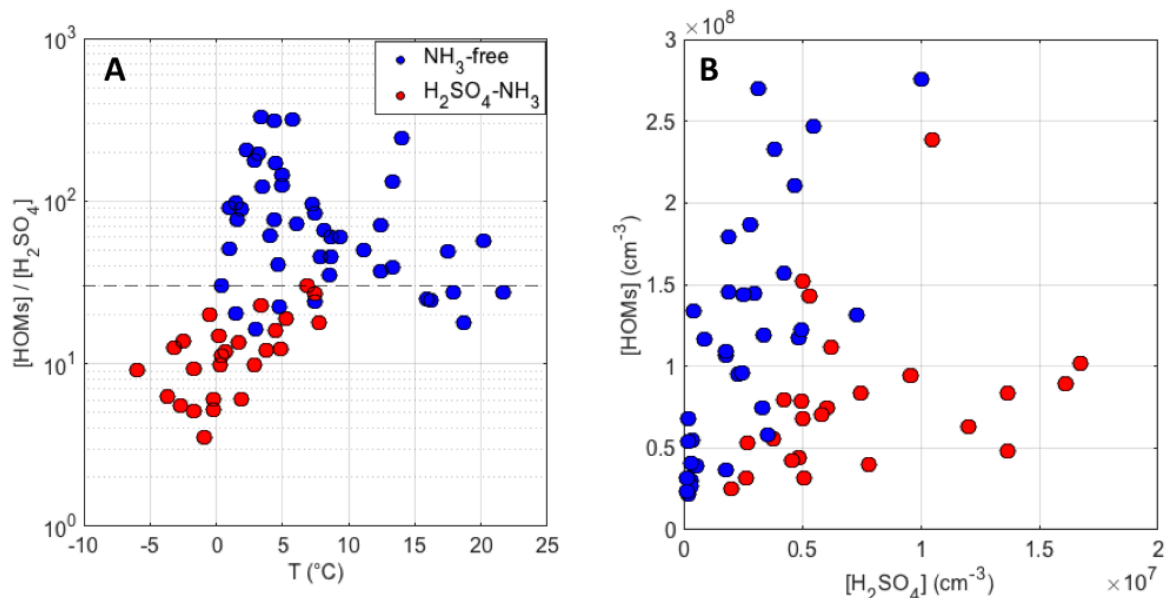 A
NH₃-free
H₂SO₄-NH₃
10³
10²
10¹
10⁰
[HOMs] / [H₂SO₄]
-10 -5 0 5 10 15 20 25
T (°C)
B
×10⁸
3
2.5
2
1.5
1
0.5
0
[HOMs] (cm⁻³)
0 0.5 1 1.5 2
[H₂SO₄] (cm⁻³)
×10⁷